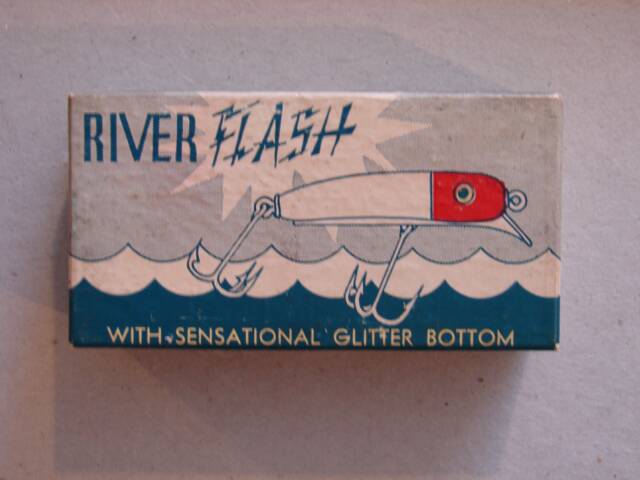 RIVER FLASH
WITH SENSATIONAL GLITTER BOTTOM